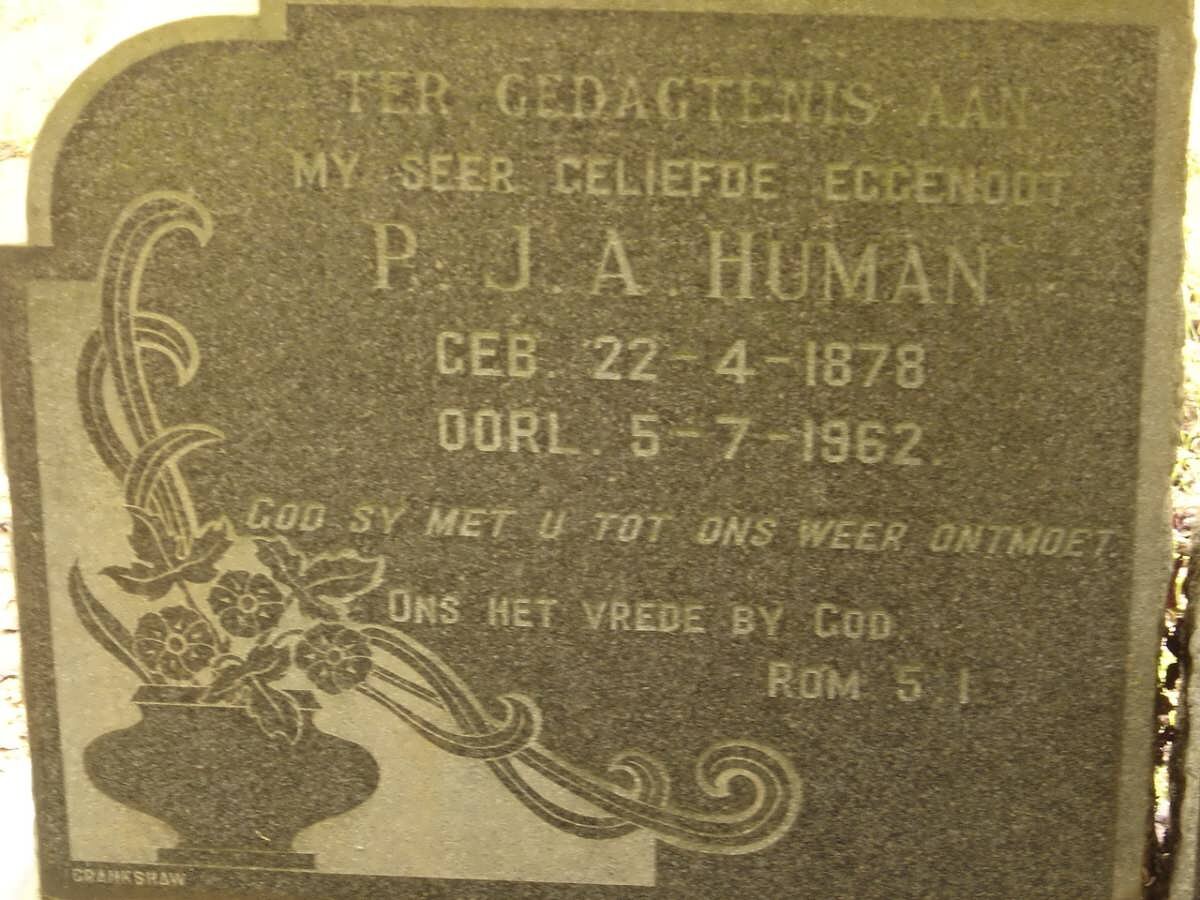 TER GEDAGTENIS AAN
MY SEER GELIEFDE EGGENOOT
P. J. A. HUMAN
GEB. 22-4-1878
OORL. 5-7-1962.
GOD SY MET U TOT ONS WEER ONTMOET.
ONS HET VREDE BY GOD
ROM 5.1
CRANKSHAW